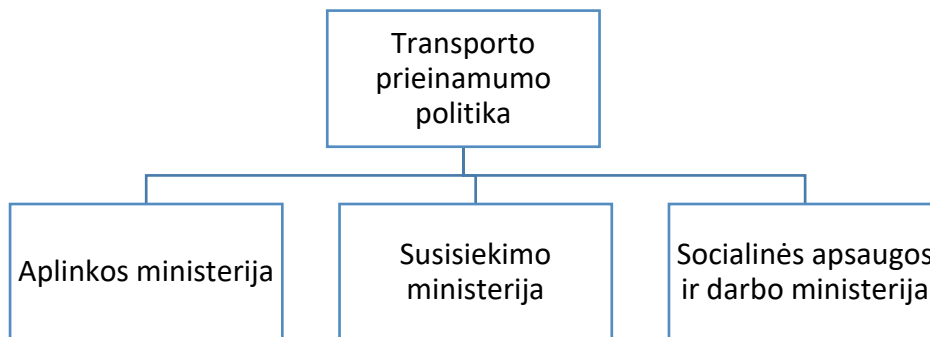 Transporto
prieinamumo
politika
Aplinkos ministerija
Susisiekimo
ministerija
Socialinės apsaugos
ir darbo ministerija